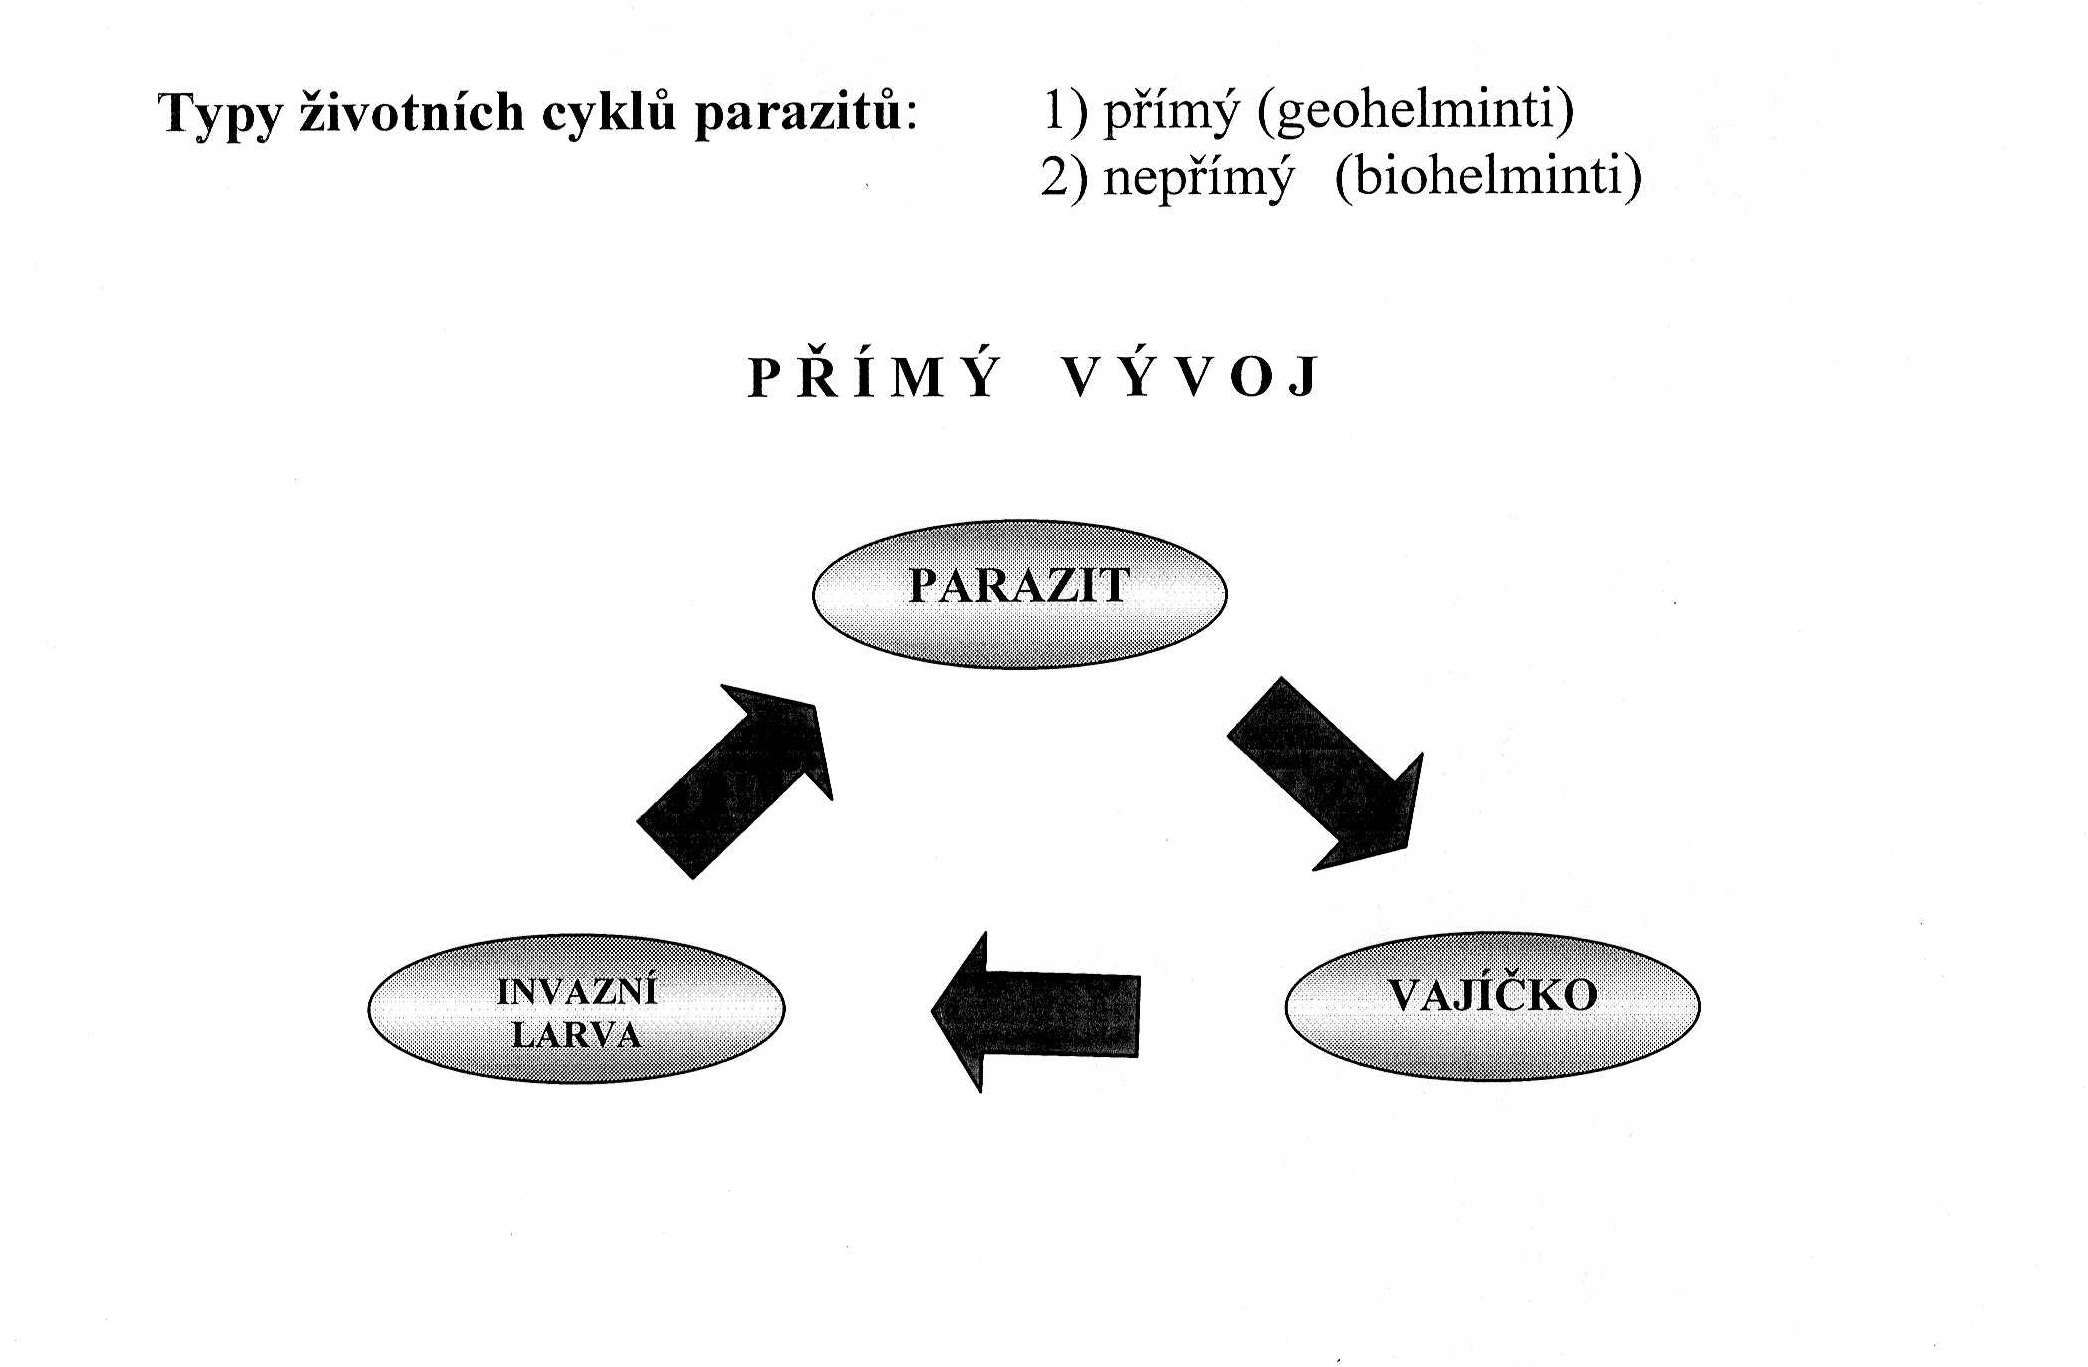 Typy životních cyklů parazitů: 1) přímý (geohelminti)
2) nepřímý (biohelminti)
PŘÍMÝ VÝVOJ
PARAZIT
INVAZNÍ
LARVA
VAJÍČKO